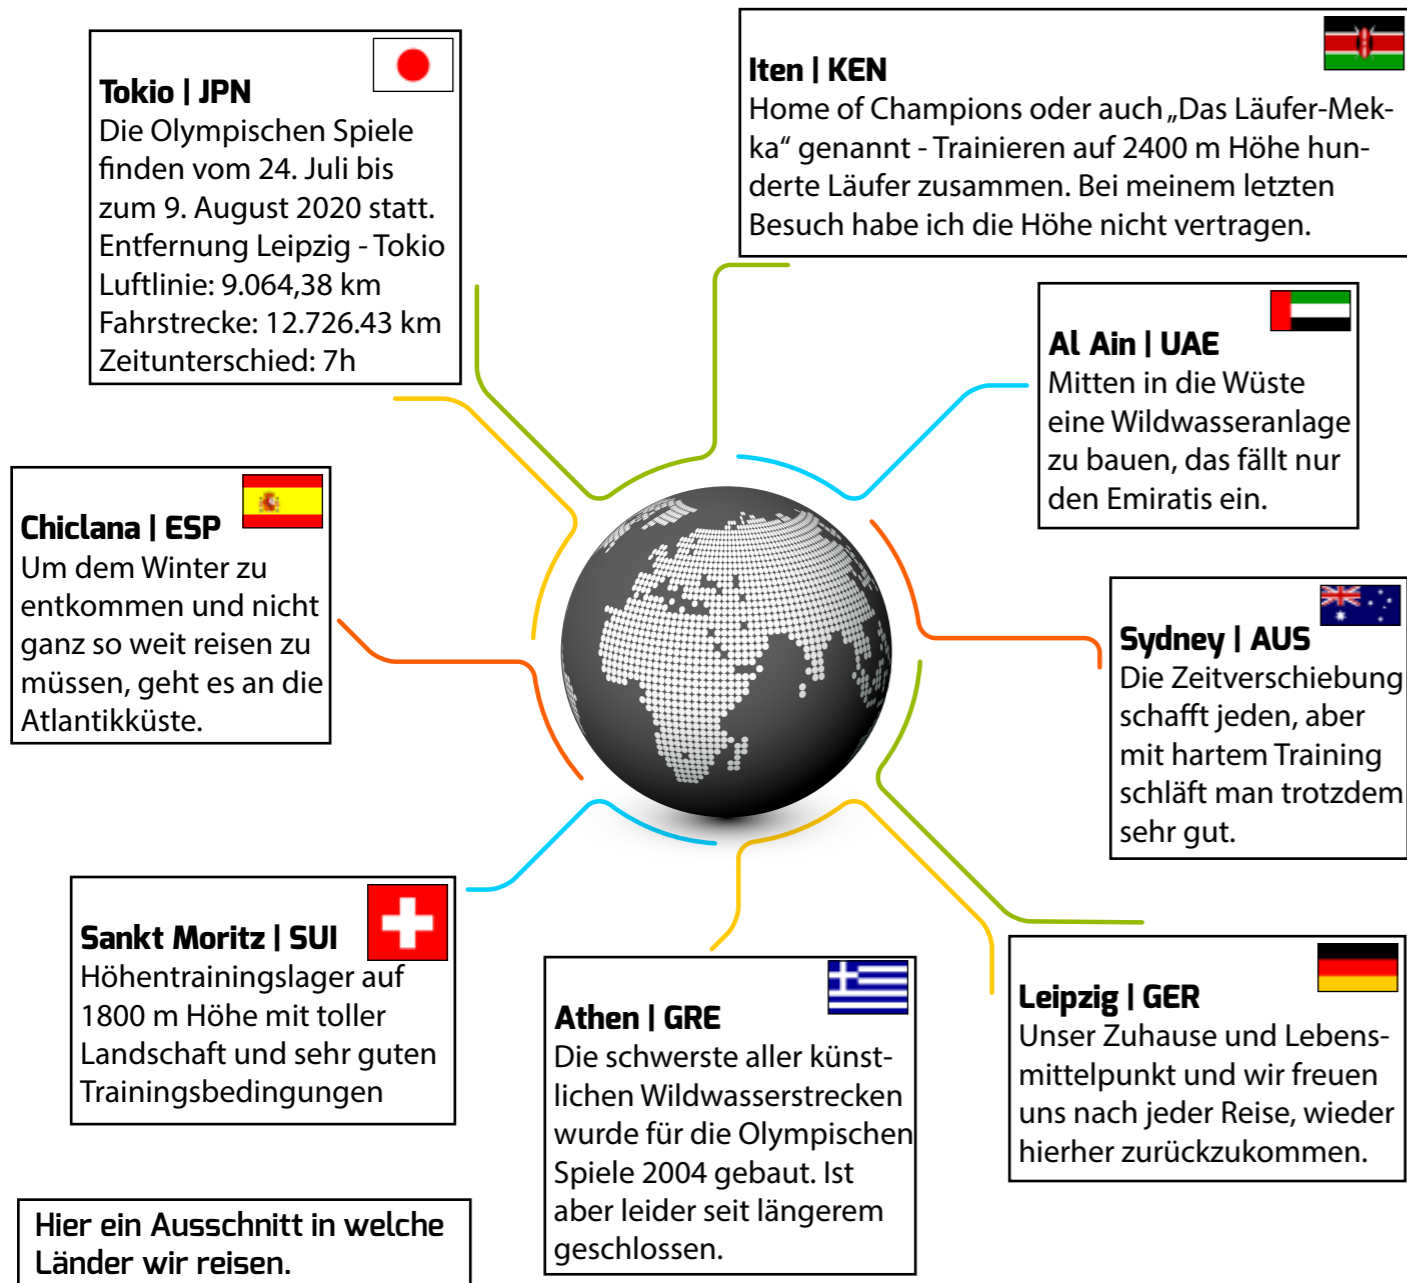 Tokio | JPN
Die Olympischen Spiele
finden vom 24. Juli bis
zum 9. August 2020 statt.
Entfernung Leipzig - Tokio
Luftlinie: 9.064,38 km
Fahrstrecke: 12.726.43 km
Zeitunterschied: 7h
Iten | KEN
Home of Champions oder auch „Das Läufer-Mek-
ka“ genannt - Trainieren auf 2400 m Höhe hun-
derte Läufer zusammen. Bei meinem letzten
Besuch habe ich die Höhe nicht vertragen.
Al Ain | UAE
Mitten in die Wüste
eine Wildwasseranlage
zu bauen, das fällt nur
den Emiratis ein.
Chiclana | ESP
Um dem Winter zu
entkommen und nicht
ganz so weit reisen zu
müssen, geht es an die
Atlantikküste.
Sydney | AUS
Die Zeitverschiebung
schafft jeden, aber
mit hartem Training
schläft man trotzdem
sehr gut.
Sankt Moritz | SUI
Höhentrainingslager auf
1800 m Höhe mit toller
Landschaft und sehr guten
Trainingsbedingungen
Athen | GRE
Die schwerste aller künst-
lichen Wildwasserstrecken
wurde für die Olympischen
Spiele 2004 gebaut. Ist
aber leider seit längerem
geschlossen.
Leipzig | GER
Unser Zuhause und Lebens-
mittelpunkt und wir freuen
uns nach jeder Reise, wieder
hierher zurückzukommen.
Hier ein Ausschnitt in welche
Länder wir reisen.